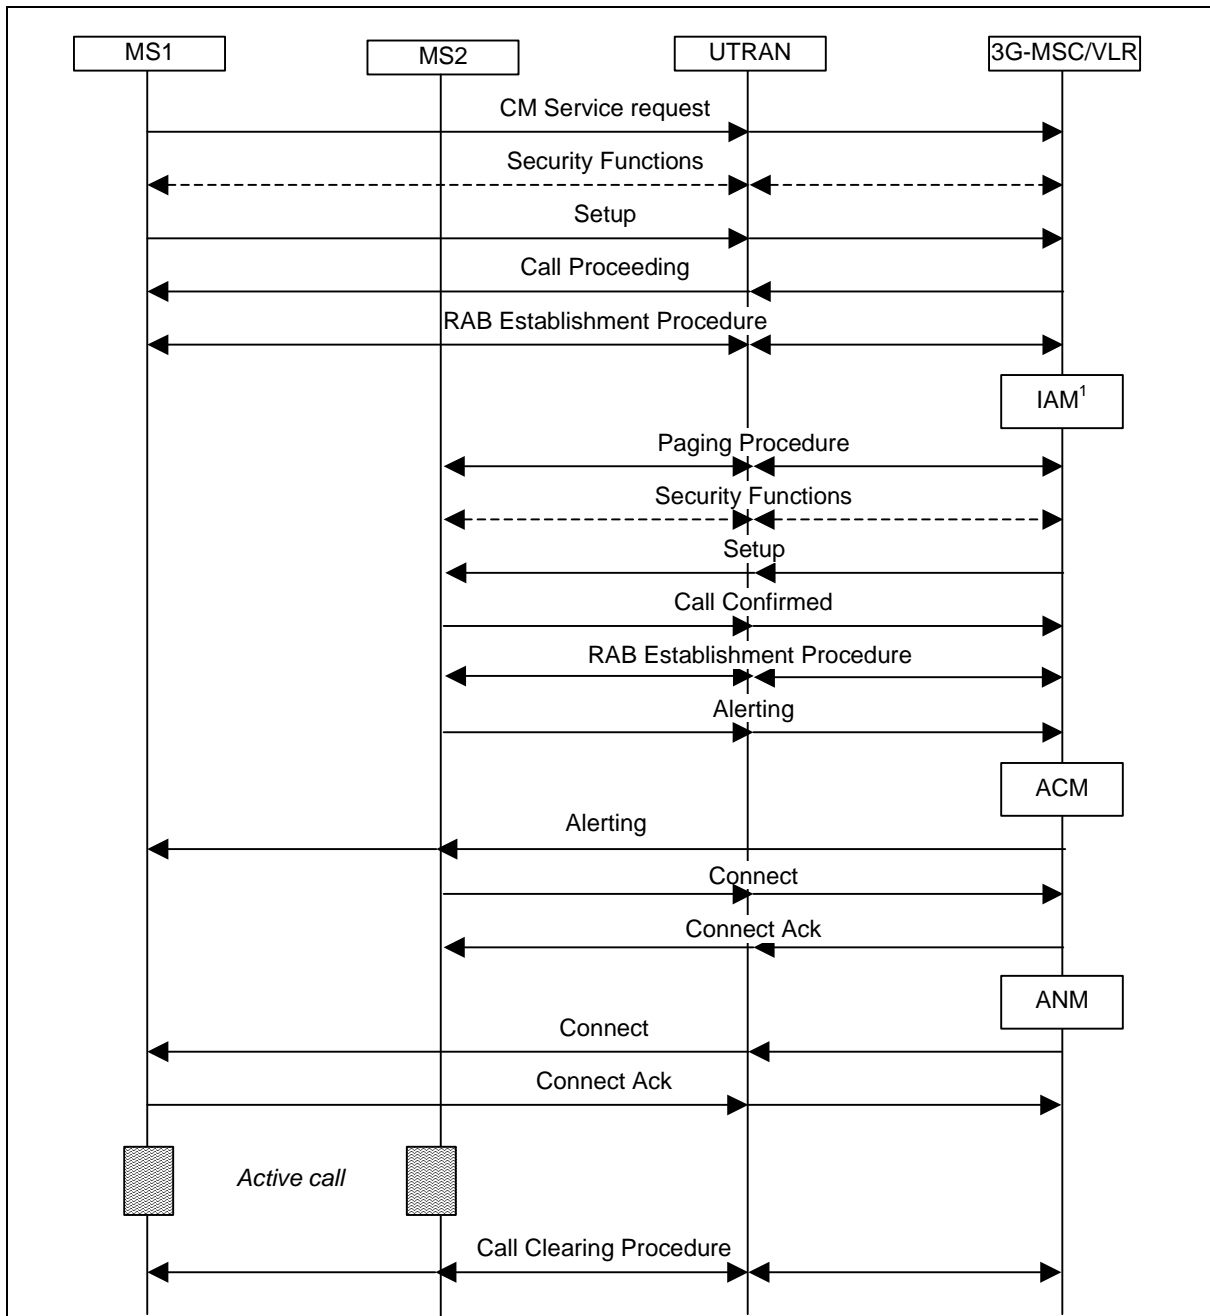 MS1
MS2
UTRAN
3G-MSC/VLR
CM Service request
Security Functions
Setup
Call Proceeding
RAB Establishment Procedure
IAM¹
Paging Procedure
Security Functions
Setup
Call Confirmed
RAB Establishment Procedure
Alerting
ACM
Alerting
Connect
Connect Ack
ANM
Connect
Connect Ack
Active call
Call Clearing Procedure